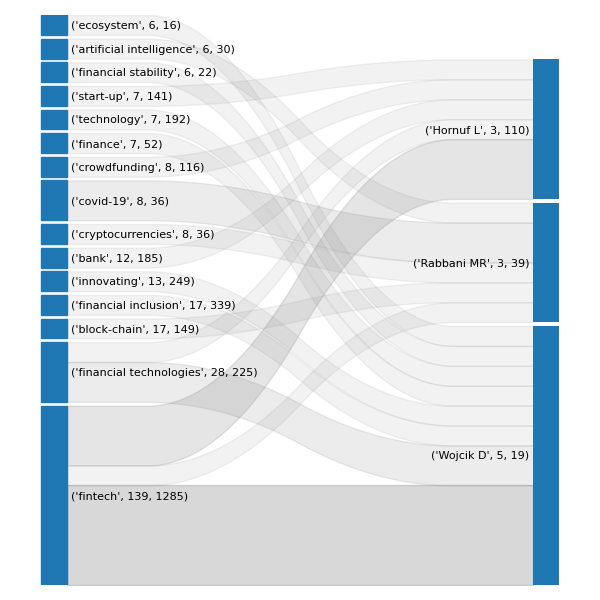 ('ecosystem', 6, 16)
('artificial intelligence', 6, 30)
('financial stability', 6, 22)
('start-up', 7, 141)
('technology', 7, 192)
('finance', 7, 52)
('crowdfunding', 8, 116)
('covid-19', 8, 36)
('cryptocurrencies', 8, 36)
('bank', 12, 185)
('innovating', 13, 249)
('financial inclusion', 17, 339)
('block-chain', 17, 149)
('financial technologies', 28, 225)
('fintech', 139, 1285)
('Hornuf L', 3, 110)
('Rabbani MR', 3, 39)
('Wojcik D', 5, 19)